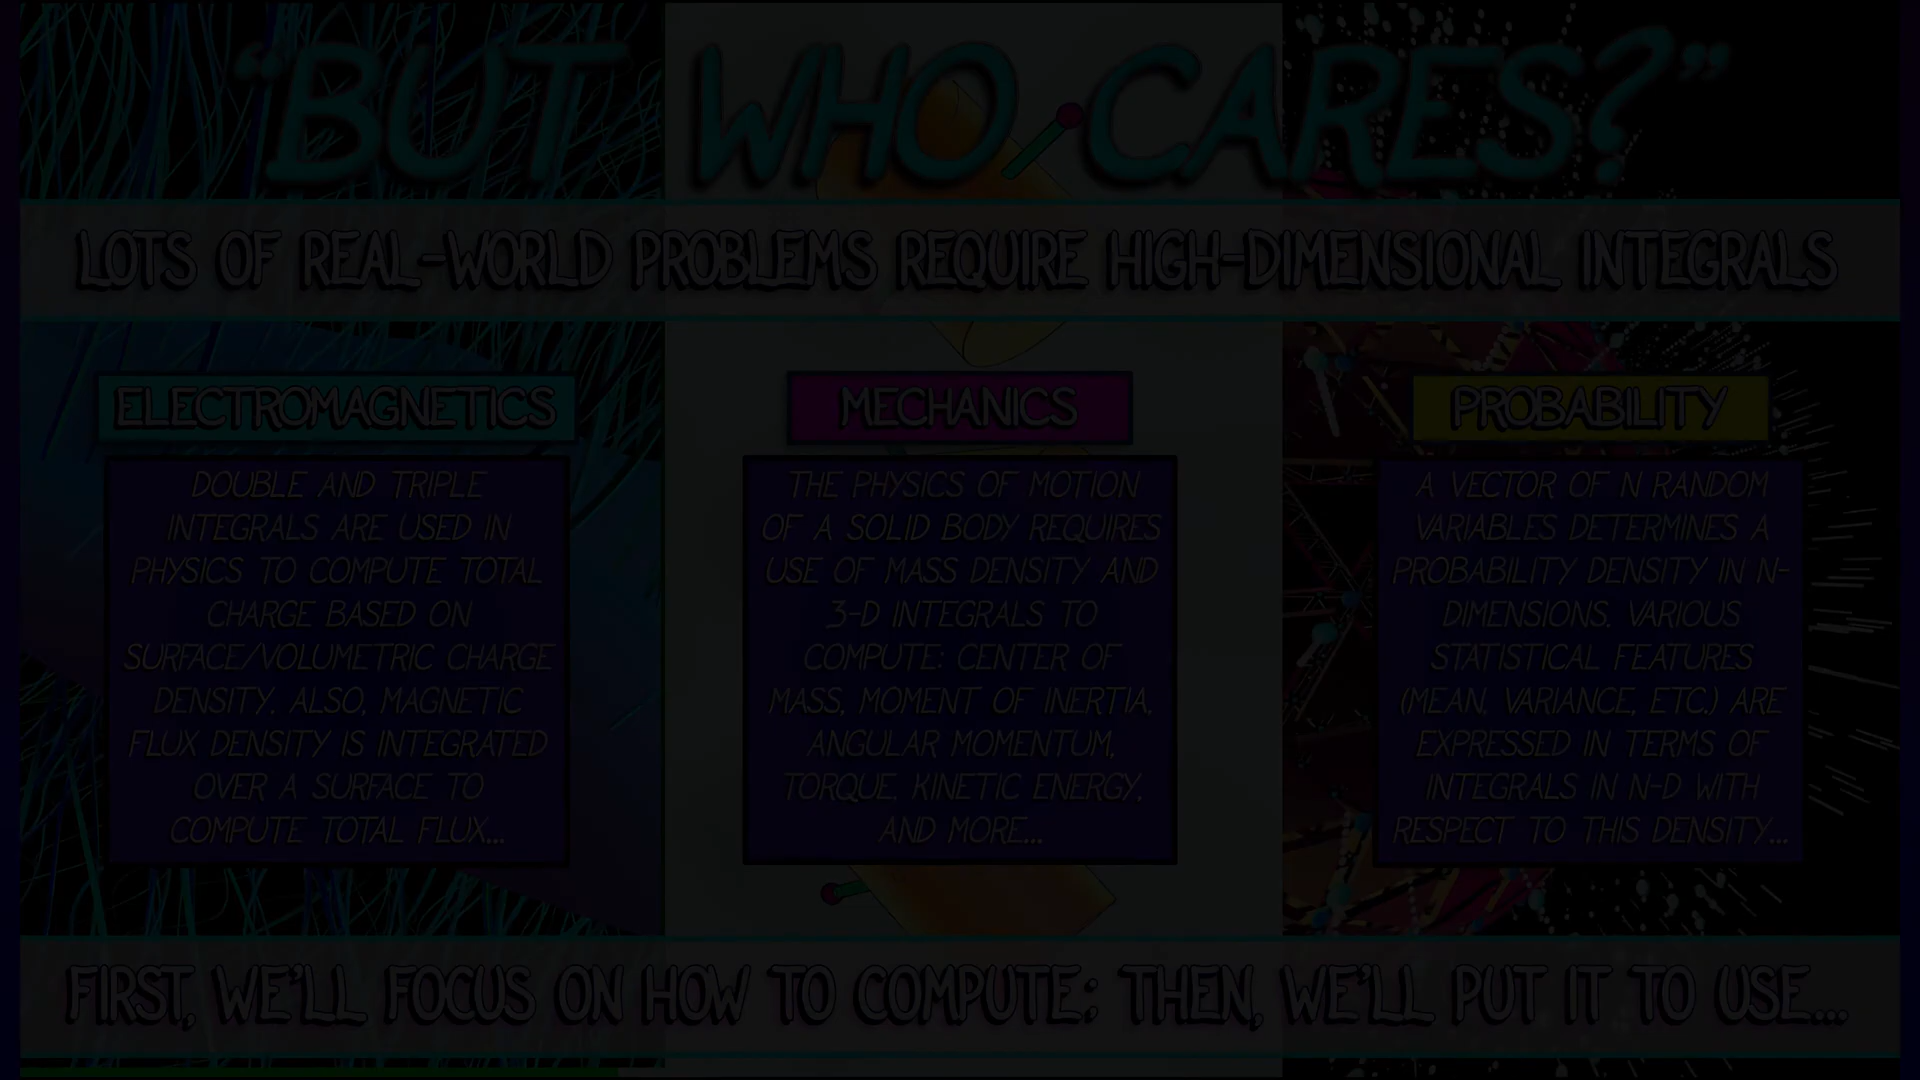 “BUT WHO CARES?”
LOTS OF REAL-WORLD PROBLEMS REQUIRE HIGH-DIMENSIONAL INTEGRALS
ELECTROMAGNETICS
DOUBLE AND TRIPLE
INTEGRALS ARE USED IN
PHYSICS TO COMPUTE TOTAL
CHARGE BASED ON
SURFACE/VOLUMETRIC CHARGE
DENSITY. ALSO, MAGNETIC
FLUX DENSITY IS INTEGRATED
OVER A SURFACE TO
COMPUTE TOTAL FLUX...
MECHANICS
THE PHYSICS OF MOTION
OF A SOLID BODY REQUIRES
USE OF MASS DENSITY AND
3-D INTEGRALS TO
COMPUTE: CENTER OF
MASS, MOMENT OF INERTIA,
ANGULAR MOMENTUM,
TORQUE, KINETIC ENERGY,
AND MORE...
PROBABILITY
A VECTOR OF N RANDOM
VARIABLES DETERMINES A
PROBABILITY DENSITY IN N-
DIMENSIONS. VARIOUS
STATISTICAL FEATURES
(MEAN, VARIANCE, ETC.) ARE
EXPRESSED IN TERMS OF
INTEGRALS IN N-D WITH
RESPECT TO THIS DENSITY...
FIRST, WE'LL FOCUS ON HOW TO COMPUTE; THEN, WE'LL PUT IT TO USE...